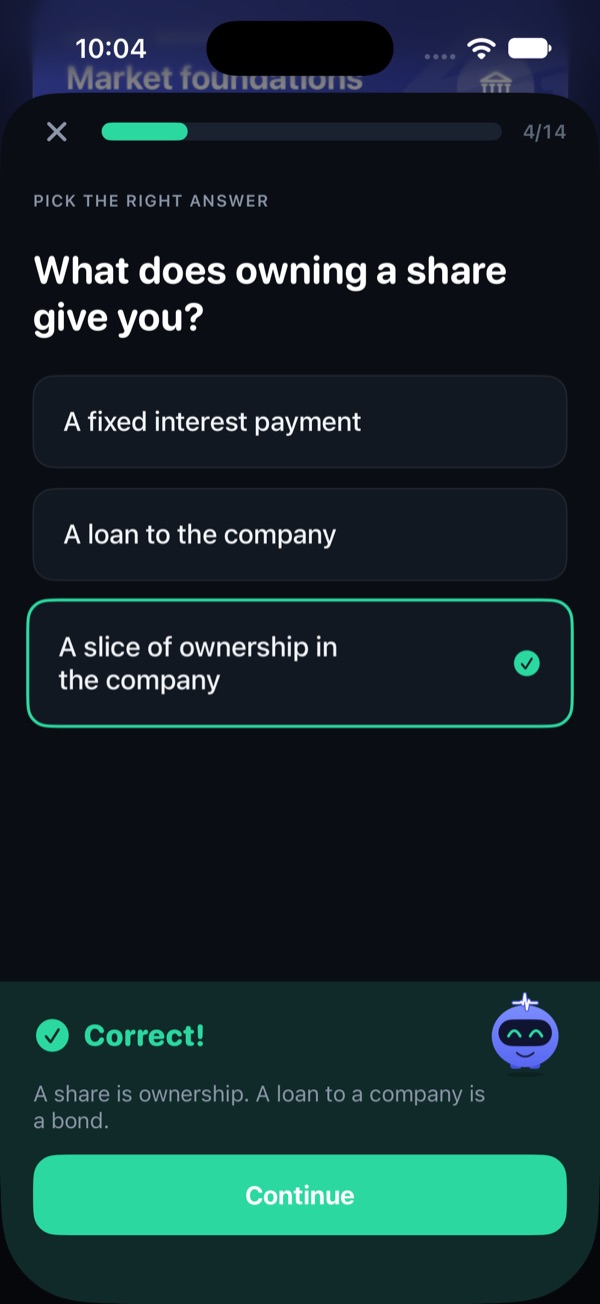 10:04
Market foundations
4/14
PICK THE RIGHT ANSWER
What does owning a share
give you?
A fixed interest payment
A loan to the company
A slice of ownership in
the company
Correct!
A share is ownership. A loan to a company is
a bond.
Continue